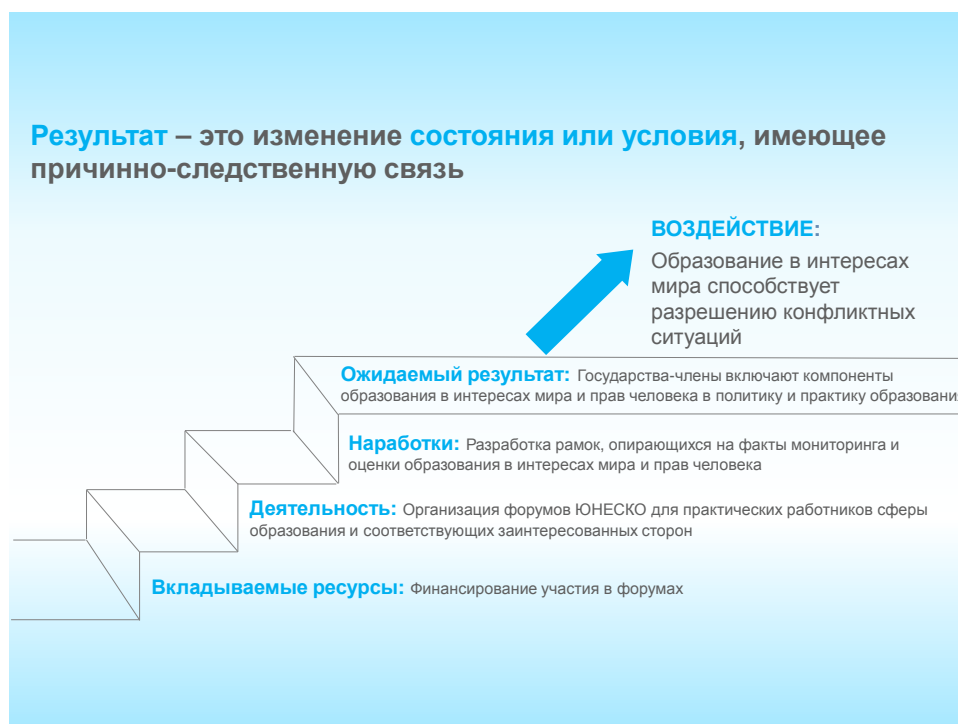 Результат – это изменение состояния или условия, имеющее
причинно-следственную связь
ВОЗДЕЙСТВИЕ:
Образование в интересах
мира способствует
разрешению конфликтных
ситуаций
Ожидаемый результат: Государства-члены включают компоненты
образования в интересах мира и прав человека в политику и практику образования
Наработки: Разработка рамок, опирающихся на факты мониторинга и
оценки образования в интересах мира и прав человека
Деятельность: Организация форумов ЮНЕСКО для практических работников сферы
образования и соответствующих заинтересованных сторон
Вкладываемые ресурсы: Финансирование участия в форумах